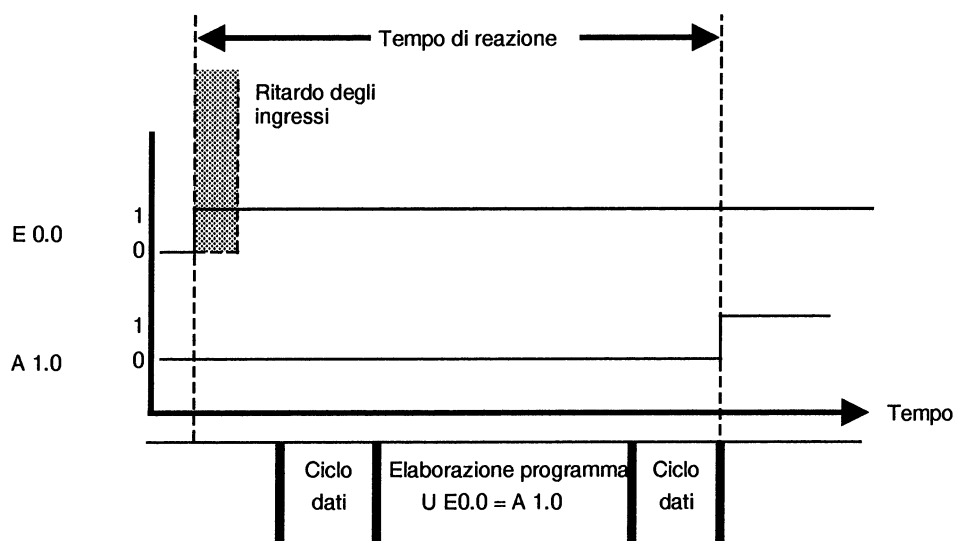 Tempo di reazione
Ritardo degli
ingressi
1
E 0.0
0
1
A 1.0
0
Tempo
Ciclo
dati
Elaborazione programma
U E0.0 = A 1.0
Ciclo
dati